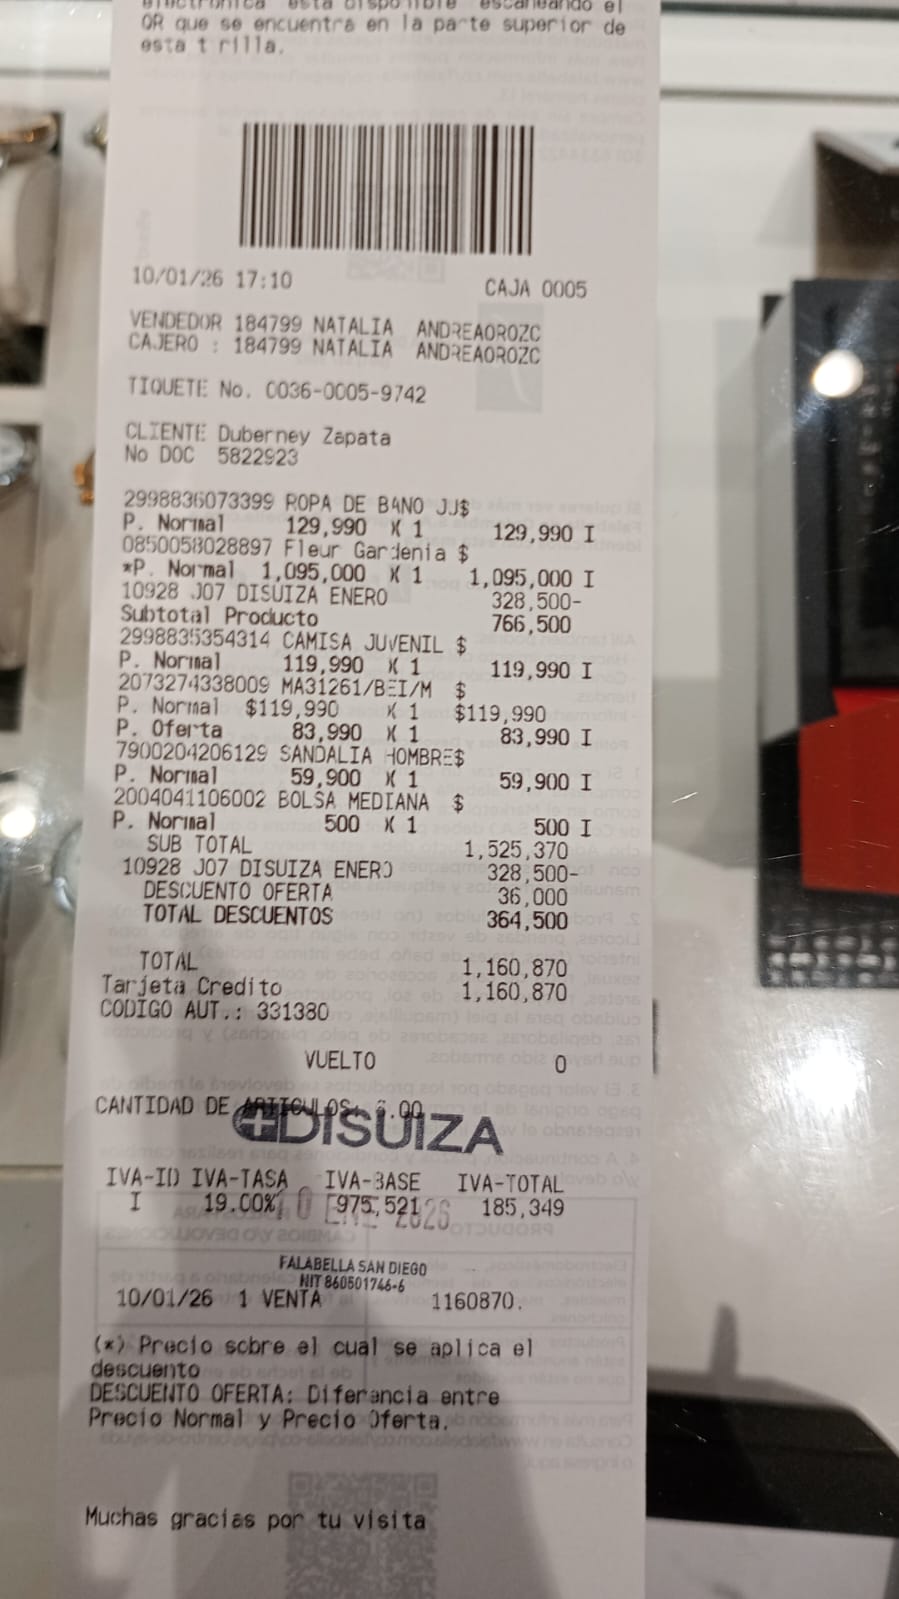 electrónica está disponible escaneando el
QR que se encuentra en la parte superior de
esta t rilla.
10/01/26 17:10 CAJA 0005
VENDEDOR 184799 NATALIA ANDREAOROZC
CAJERO : 184799 NATALIA ANDREAOROZC
TIQUETE No. 0036-0005-9742
CLIENTE Duberney Zapata
No DOC 5822923
2998836073399 ROPA DE BANO JJ$
P. Normal 129,990 X 1 129,990 I
0850058028897 Fleur Gardenia $
*P. Normal 1,095,000 X 1 1,095,000 I
10928 J07 DISUIZA ENERO 328,500-
Subtotal Producto 766,500
2998835354314 CAMISA JUVENIL $
P. Normal 119,990 X 1 119,990 I
2073274338009 MA31261/BEI/M $
P. Normal $119,990 X 1 $119,990
P. Oferta 83,990 X 1 83,990 I
7900204206129 SANDALIA HOMBRE$
P. Normal 59,900 X 1 59,900 I
2004041106002 BOLSA MEDIANA $
P. Normal 500 X 1 500 I
SUB TOTAL 1,525,370
10928 J07 DISUIZA ENERO 328,500-
DESCUENTO OFERTA 36,000
TOTAL DESCUENTOS 364,500
TOTAL 1,160,870
Tarjeta Credito 1,160,870
CODIGO AUT.: 331380
VUELTO 0
CANTIDAD DE ARTICULOS: 6.00
DISUIZA
IVA-ID IVA-TASA IVA-BASE IVA-TOTAL
I 19.00% 975,521 185,349
10 ENE 2026
FALABELLA SAN DIEGO
NIT 860501746-6
10/01/26 1 VENTA 1160870.
(*) Precio sobre el cual se aplica el
descuento
DESCUENTO OFERTA: Diferencia entre
Precio Normal y Precio Oferta.
Muchas gracias por tu visita